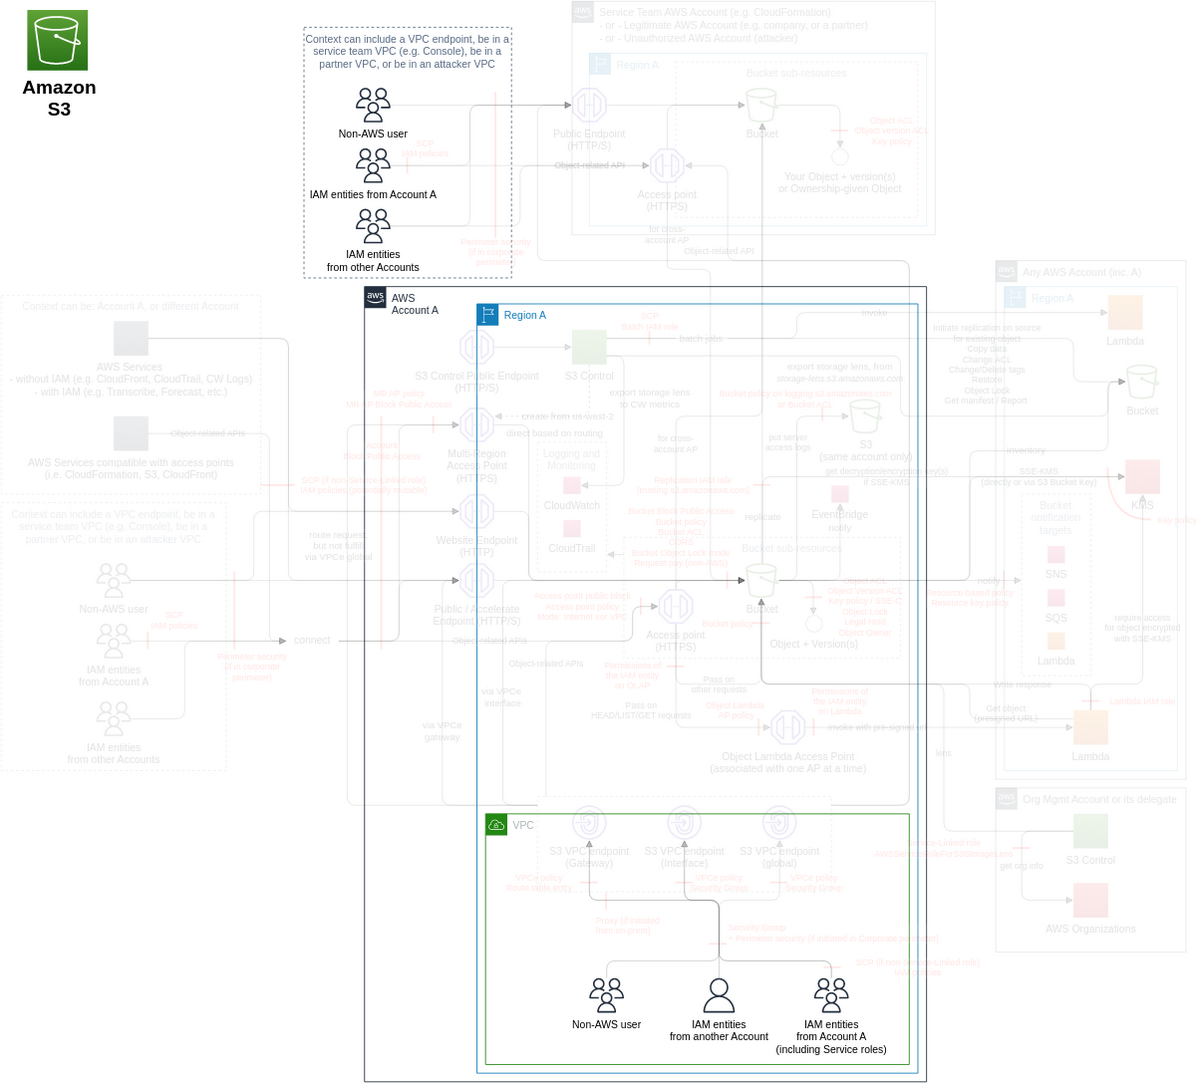 Amazon
S3
Context can include a VPC endpoint, be in a
service team VPC (e.g. Console), be in a
partner VPC, or be in an attacker VPC
Non-AWS user
SCP
IAM policies
IAM entities from Account A
IAM entities
from other Accounts
Perimeter security
(if in corporate
perimeter)
Service Team AWS Account (e.g. CloudFormation)
- or - Legitimate AWS Account (e.g. company, or a partner)
- or - Unauthorized AWS Account (attacker)
Region A
Bucket sub-resources
Public Endpoint
(HTTP/S)
Bucket
Object ACL
Object version ACL
Key policy
Object-related API
Access point
(HTTPS)
Your Object + version(s)
or Ownership-given Object
for cross-
account AP
Object-related API
Context can be: Account A, or different Account
AWS Services
- without IAM (e.g. CloudFront, CloudTrail, CW Logs)
- with IAM (e.g. Transcribe, Forecast, etc.)
Object-related APIs
AWS Services compatible with access points
(i.e. CloudFormation, S3, CloudFront)
SCP (if non-Service-Linked role)
Context can include a VPC endpoint, be in a
service team VPC (e.g. Console), be in a
partner VPC, or be in an attacker VPC
route request
but not fulfill
via VPCe global
Non-AWS user
SCP
IAM policies
IAM entities
from Account A
Perimeter security
(if in corporate
perimeter)
connect
IAM entities
from other Accounts
AWS
Account A
Region A
S3 Control Public Endpoint
(HTTP/S)
S3 Control
SCP
Batch IAM role
batch jobs
invoke
MR AP policy
MR AP Block Public Access
Account
Block Public Access
create from us-west-2
direct based on routing
Multi-Region
Access Point
(HTTPS)
export storage lens
to CW metrics
export storage lens, from
storage-lens.s3.amazonaws.com
Bucket policy on logging.s3.amazonaws.com
or Bucket ACL
put server
access logs
S3
(same account only)
for cross-
account AP
Logging and
Monitoring
CloudWatch
CloudTrail
get decryption/encryption key(s)
if SSE-KMS
replicate
EventBridge
notify
Website Endpoint
(HTTP)
Bucket Block Public Access
Bucket policy
Bucket ACL
CORS
Bucket Object Lock mode
Request pay (non-AWS)
Bucket sub-resources
Public / Accelerate
Endpoint (HTTP/S)
Access point public block
Access point policy
Mode: internet or VPC
Bucket
Object ACL
Object Version ACL
Key policy / SSE-C
Object Lock
Legal Hold
Object Owner
Bucket policy
Object + Version(s)
Access point
(HTTPS)
Object-related APIs
Object-related APIs
Permissions of
the IAM entity
on OLAP
Pass on
other requests
Pass on
HEAD/LIST/GET requests
Object Lambda
AP policy
Permissions of
the IAM entity
on Lambda
invoke with pre-signed url
Object Lambda Access Point
(associated with one AP at a time)
via VPCe
interface
via VPCe
gateway
VPC
S3 VPC endpoint
(Gateway)
S3 VPC endpoint
(Interface)
S3 VPC endpoint
(global)
VPCe policy
Route table entry
VPCe policy
Security Group
VPCe policy
Security Group
Proxy (if initiated
from on-prem)
Security Group
+ Perimeter security (if initiated in Corporate perimeter)
SCP (if non-Service-Linked role)
IAM policies
Non-AWS user
IAM entities
from another Account
IAM entities
from Account A
(including Service roles)
Any AWS Account (inc. A)
Region A
Lambda
Initiate replication on source
for existing object
Copy data
Change ACL
Change/Delete tags
Restore
Object Lock
Get manifest / Report
Bucket
inventory
SSE-KMS
(directly or via S3 Bucket Key)
KMS
Key policy
Bucket
notification
targets
SNS
SQS
Lambda
notify
Resource-based policy
Resource key policy
require access
for object encrypted
with SSE-KMS
Write response
Lambda IAM role
Get object
(presigned URL)
Lambda
lens
Org Mgmt Account or its delegate
Service-Linked role
get org info
S3 Control
AWS Organizations